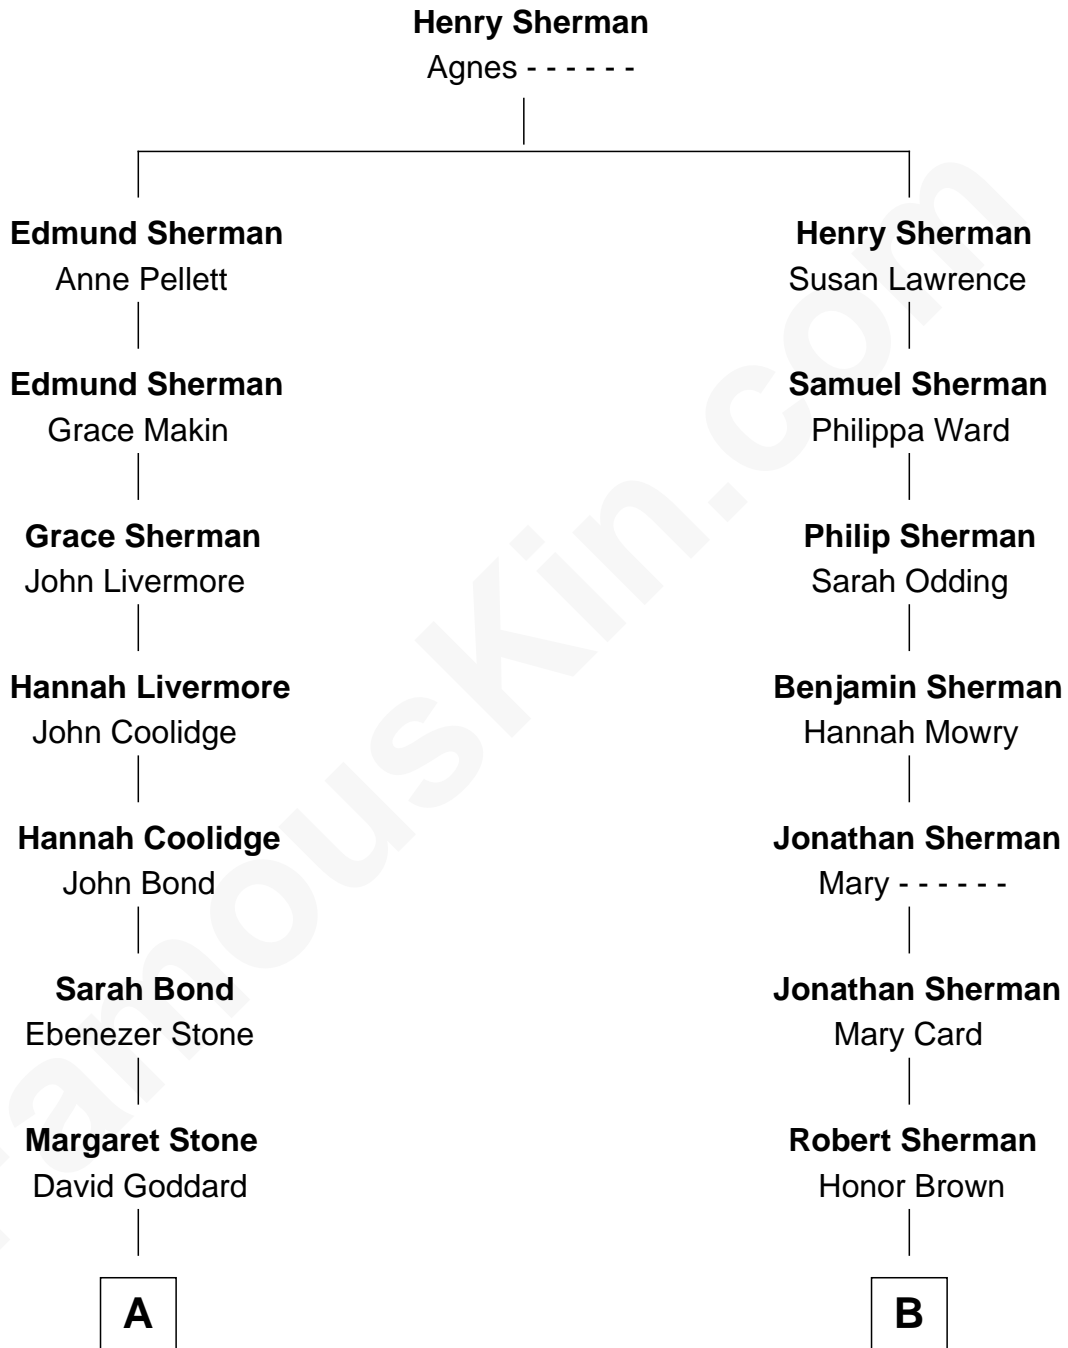 Henry Sherman
Agnes - - - - - -
Edmund Sherman
Anne Pellett
Henry Sherman
Susan Lawrence
Edmund Sherman
Grace Makin
Samuel Sherman
Philippa Ward
Grace Sherman
John Livermore
Philip Sherman
Sarah Odding
Hannah Livermore
John Coolidge
Benjamin Sherman
Hannah Mowry
Hannah Coolidge
John Bond
Jonathan Sherman
Mary - - - - - -
Sarah Bond
Ebenezer Stone
Jonathan Sherman
Mary Card
Margaret Stone
David Goddard
Robert Sherman
Honor Brown
A
B
FamousKin.com